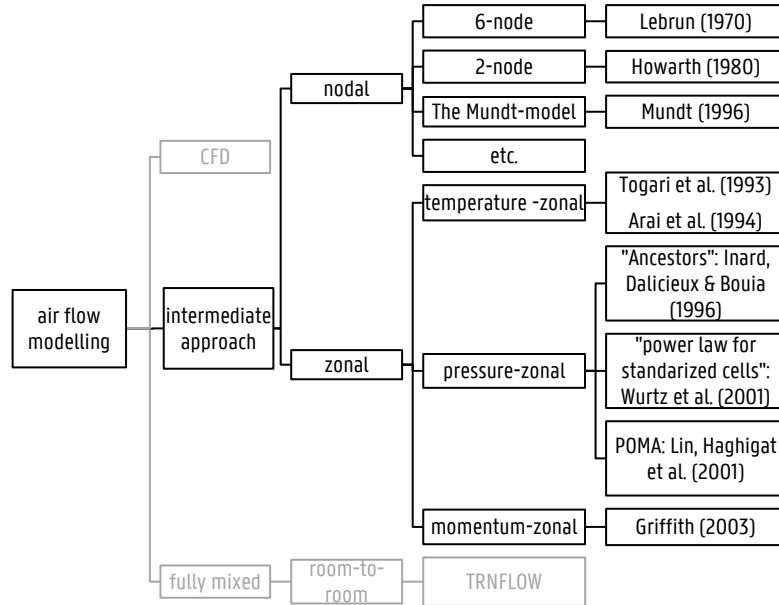 6-node
Lebrun (1970)
2-node
Howarth (1980)
nodal
The Mundt-model
Mundt (1996)
CFD
etc.
temperature -zonal
Togari et al. (1993)
Arai et al. (1994)
"Ancestors": Inard,
Dalicieux & Bouia
(1996)
air flow
modelling
intermediate
approach
zonal
pressure-zonal
"power law for
standarized cells":
Wurtz et al. (2001)
POMA: Lin, Haghigat
et al. (2001)
momentum-zonal
Griffith (2003)
fully mixed
room-to-
room
TRNFLOW